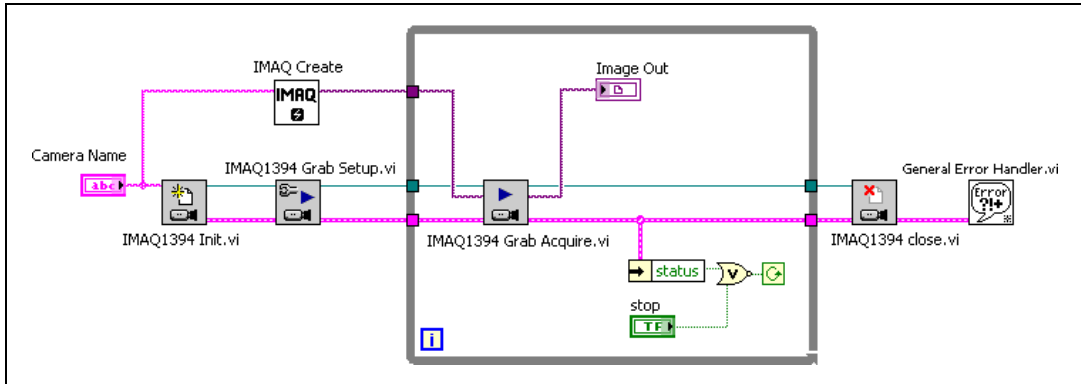 IMAQ Create
IMAQ
Image Out
Camera Name
abc
IMAQ1394 Grab Setup.vi
General Error Handler.vi
Error
?!+
IMAQ1394 Init.vi
IMAQ1394 Grab Acquire.vi
IMAQ1394 close.vi
status
V
stop
TF
i